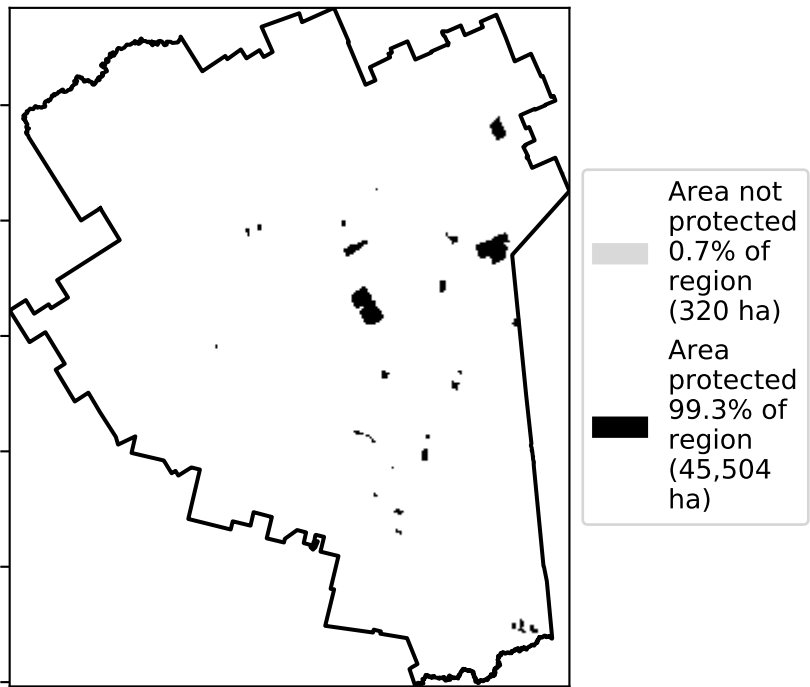 Area not
protected
0.7% of
region
(320 ha)
Area
protected
99.3% of
region
(45,504
ha)